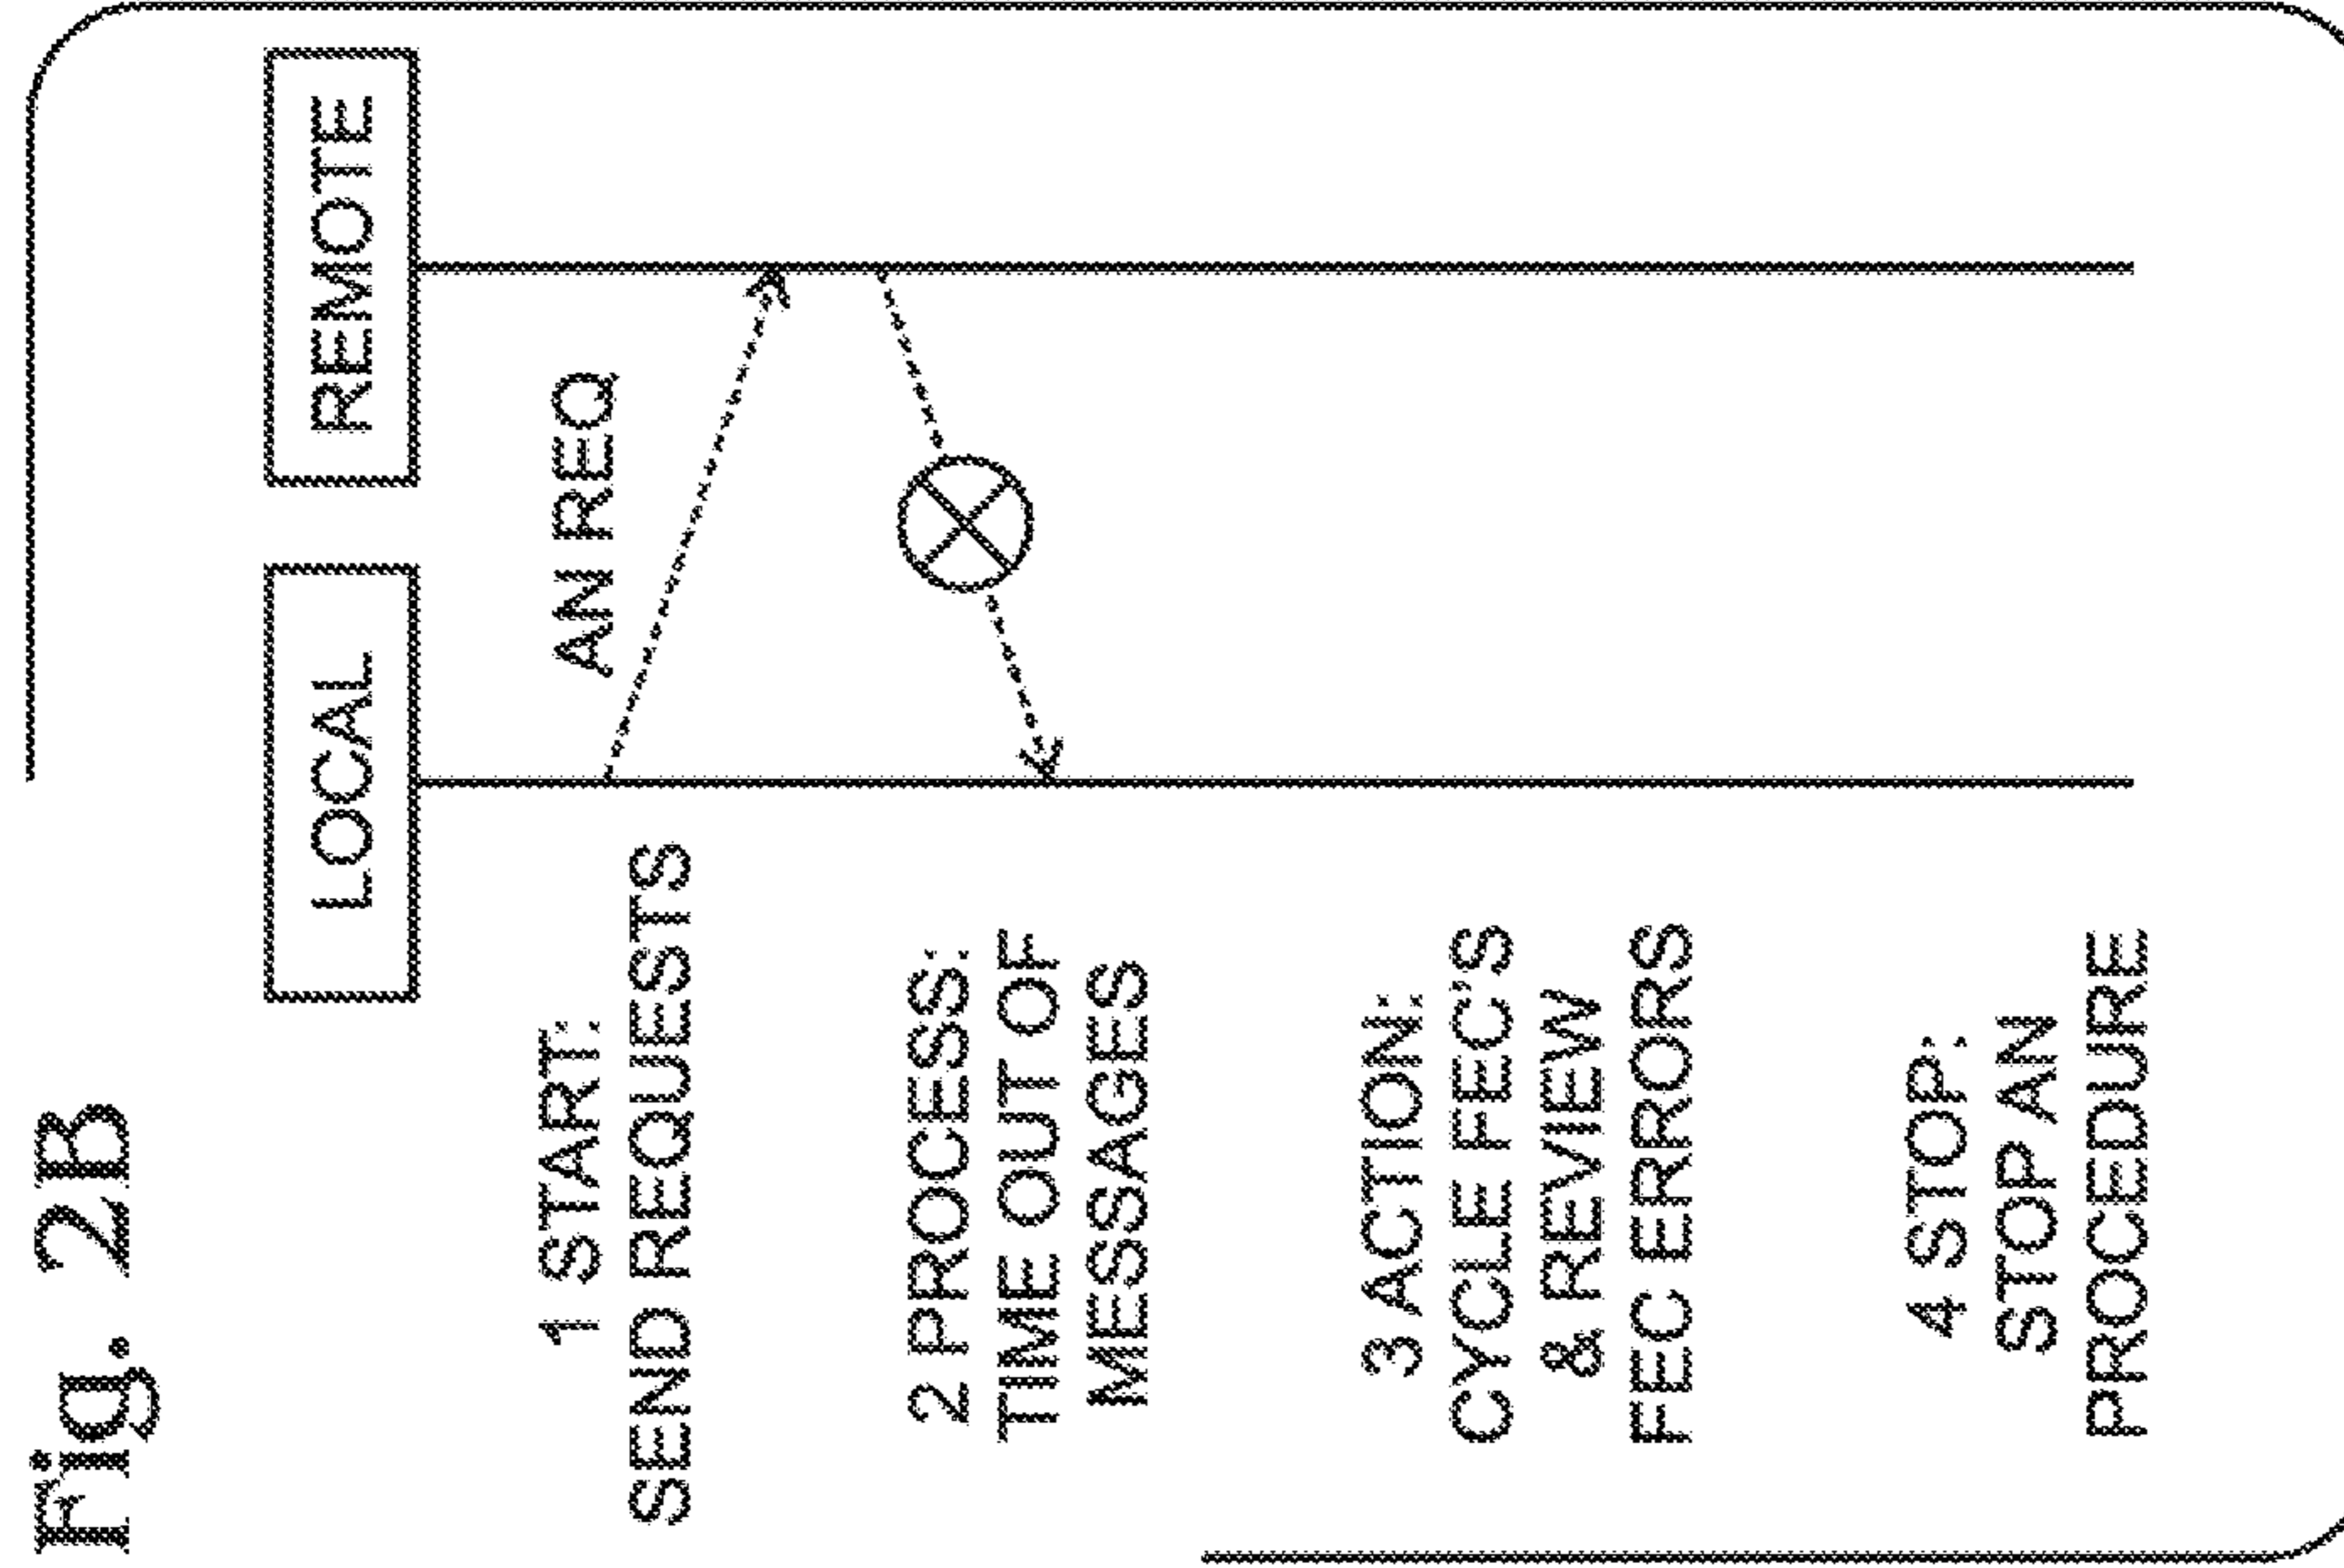 Fig. 2B
LOCAL
REMOTE
AN REQ
1 START:
SEND REQUESTS
2 PROCESS:
TIME OUT OF
MESSAGES
3 ACTION:
CYCLE FEC'S
& REVIEW
FEC ERRORS
4 STOP:
STOP AN
PROCEDURE